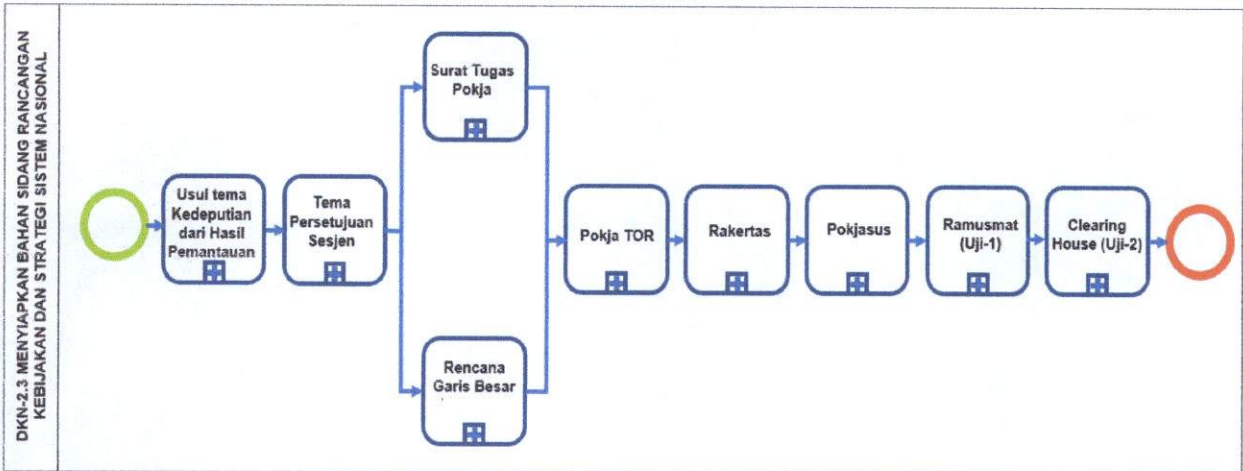 DKN-2.3 MENYIAPKAN BAHAN SIDANG RANCANGAN
KEBIJAKAN DAN STRATEGI SISTEM NASIONAL
Usul tema
Kedeputian
dari Hasil
Pemantauan
Tema
Persetujuan
Sesjen
Surat Tugas
Pokja
Rencana
Garis Besar
Pokja TOR
Rakertas
Pokjasus
Ramusmat
(Uji-1)
Clearing
House (Uji-2)